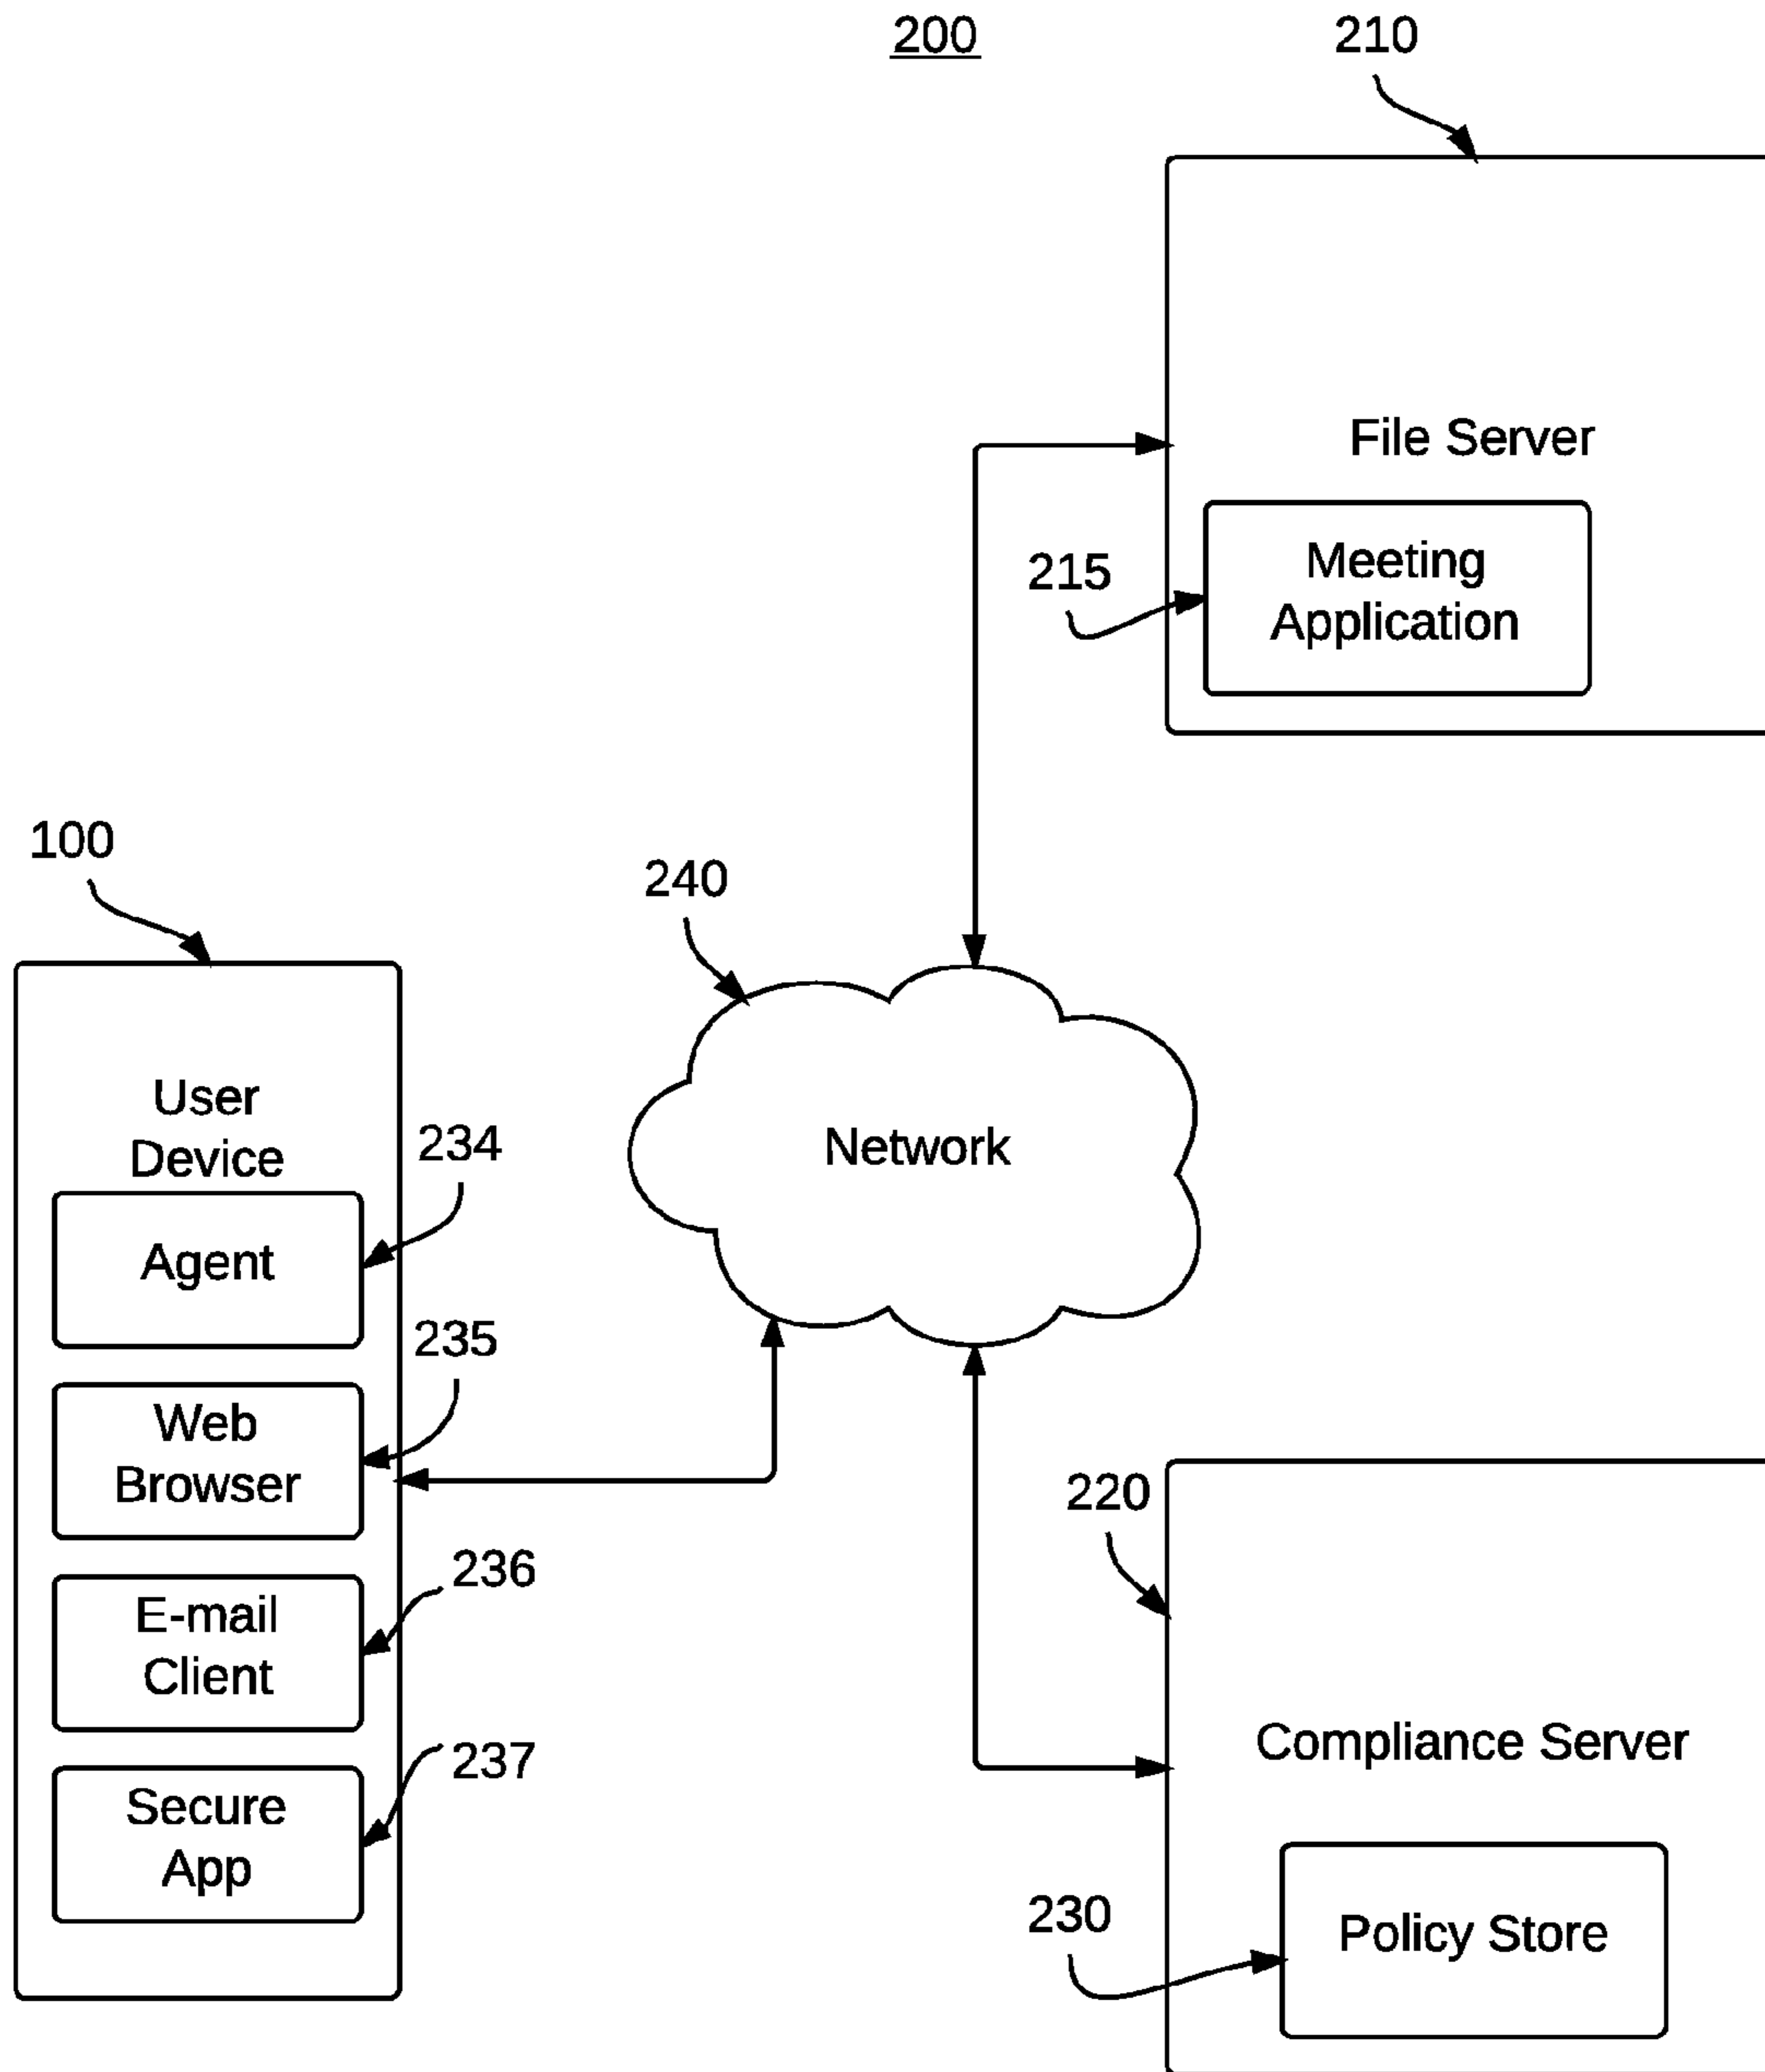 200
210
File Server
215
Meeting
Application
100
240
User
Device
234
Network
Agent
235
Web
Browser
220
236
E-mail
Client
237
Compliance Server
Secure
App
230
Policy Store